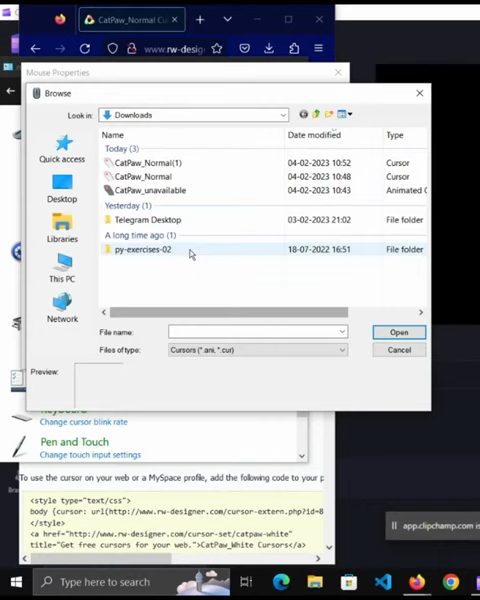 CatPaw_Normal Cu
www.rw-desig
Mouse Properties
Browse
Look in:
Downloads
Name
Date modified
Type
Today (3)
CatPaw_Normal(1)
04-02-2023 10:52
Cursor
CatPaw_Normal
04-02-2023 10:48
Cursor
CatPaw_unavailable
04-02-2023 10:43
Animated C
Yesterday (1)
Telegram Desktop
03-02-2023 21:02
File folder
A long time ago (1)
py-exercises-02
18-07-2022 16:51
File folder
Quick access
Desktop
Libraries
This PC
Network
File name:
Open
Files of type:
Cursors (*.ani, *.cur)
Cancel
Preview:
Keyboard
Change cursor blink rate
Pen and Touch
Change touch input settings
To use the cursor on your web or a MySpace profile, add the following code to your p
<style type="text/css">
body {cursor: url(http://www.rw-designer.com/cursor-extern.php?id=8
</style>
<a href="http://www.rw-designer.com/cursor-set/catpaw-white"
title="Get free cursors for your web.">CatPaw_White Cursors</a>
app.clipchamp.com is
Type here to search